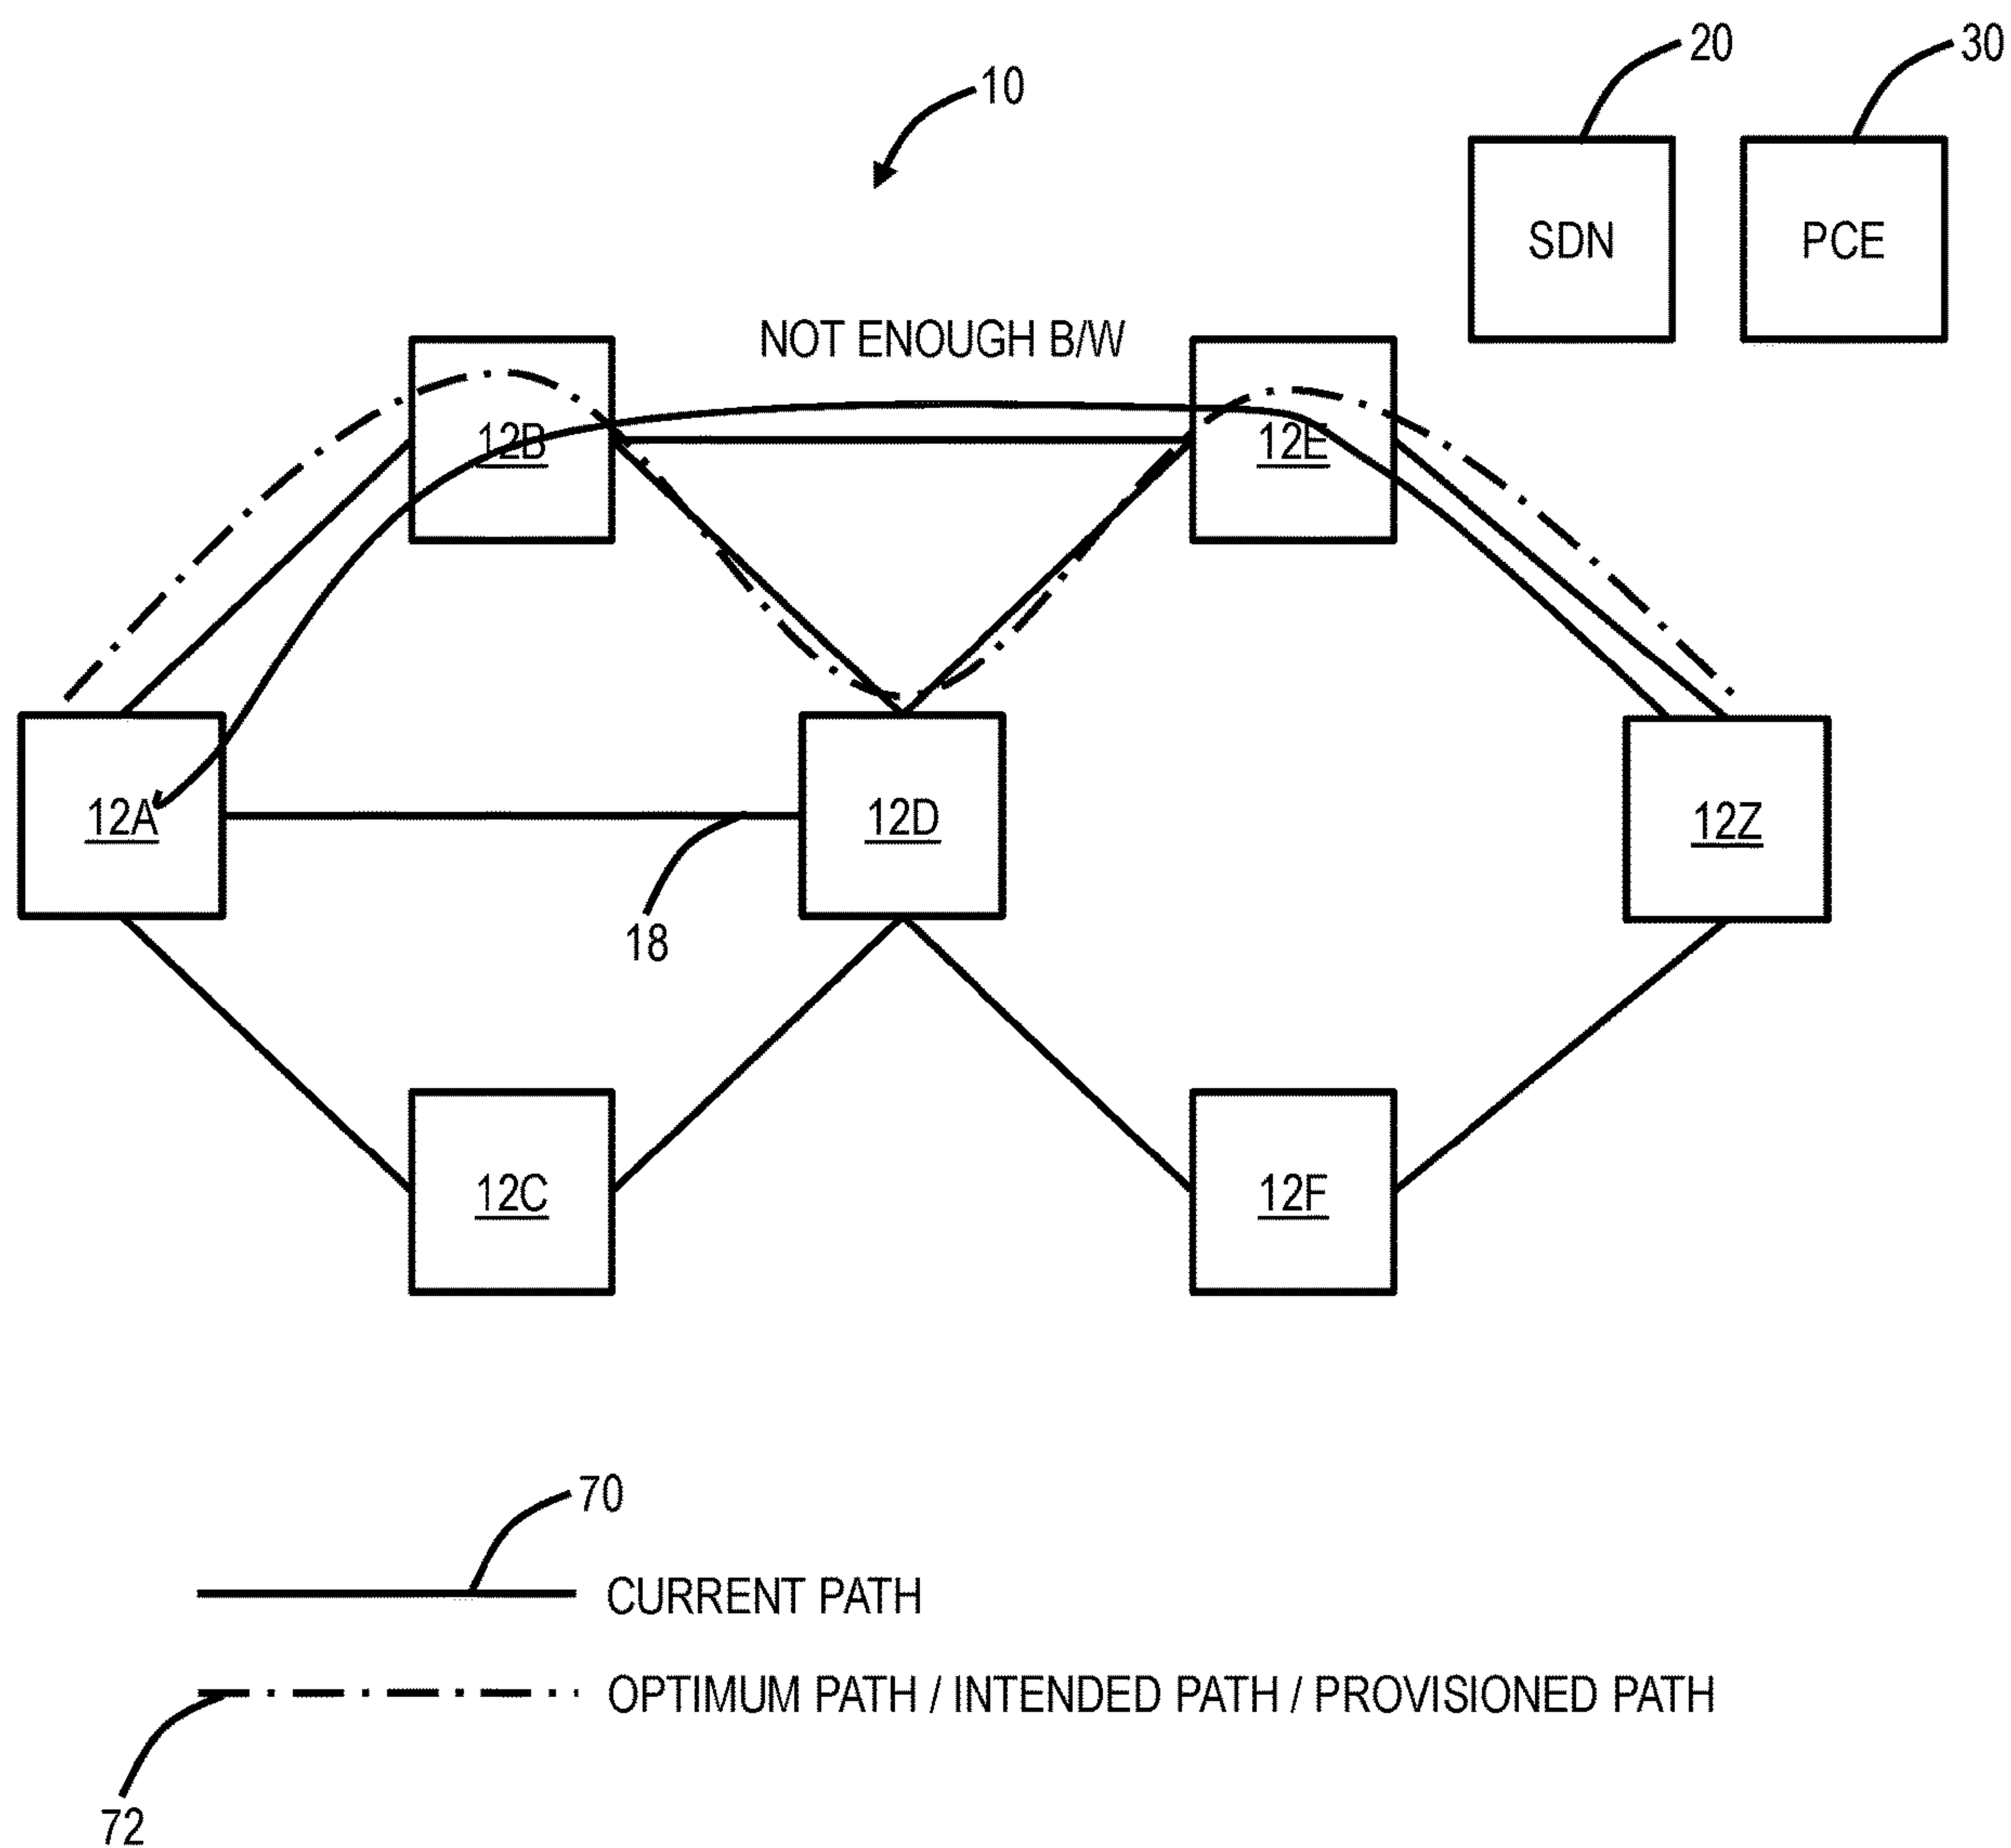 20
30
10
SDN
PCE
NOT ENOUGH B/W
12B
12E
12A
12D
12Z
18
12C
12F
70
CURRENT PATH
OPTIMUM PATH / INTENDED PATH / PROVISIONED PATH
72